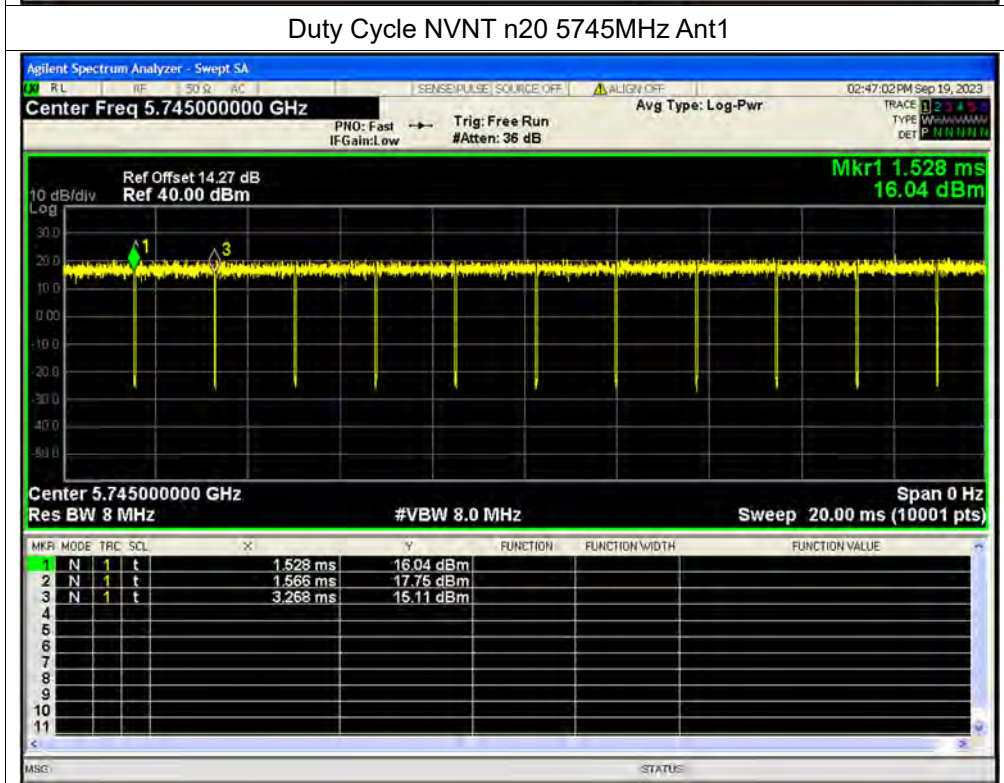 Duty Cycle NVNT n20 5745MHz Ant1
Agilent Spectrum Analyzer - Swept SA
RL RF 50 Ω AC SENSE:PULSE SOURCE OFF ALIGN OFF 02:47:02 PM Sep 19, 2023
Center Freq 5.745000000 GHz Avg Type: Log-Pwr TRACE 1 2 3 4 5 6
PNO: Fast Trig: Free Run TYPE
IFGain:Low #Atten: 36 dB DET P N N N N N
Mkr1 1.528 ms
Ref Offset 14.27 dB
10 dB/div Ref 40.00 dBm 16.04 dBm
Log
30.0
1 3
20.0
10.0
0.00
-10.0
-20.0
-30.0
-40.0
-50.0
Center 5.745000000 GHz Span 0 Hz
Res BW 8 MHz #VBW 8.0 MHz Sweep 20.00 ms (10001 pts)
MKR MODE TRC SCL X Y FUNCTION FUNCTION WIDTH FUNCTION VALUE
1 N 1 t 1.528 ms 16.04 dBm
2 N 1 t 1.566 ms 17.75 dBm
3 N 1 t 3.268 ms 15.11 dBm
4
5
6
7
8
9
10
11
MSG STATUS